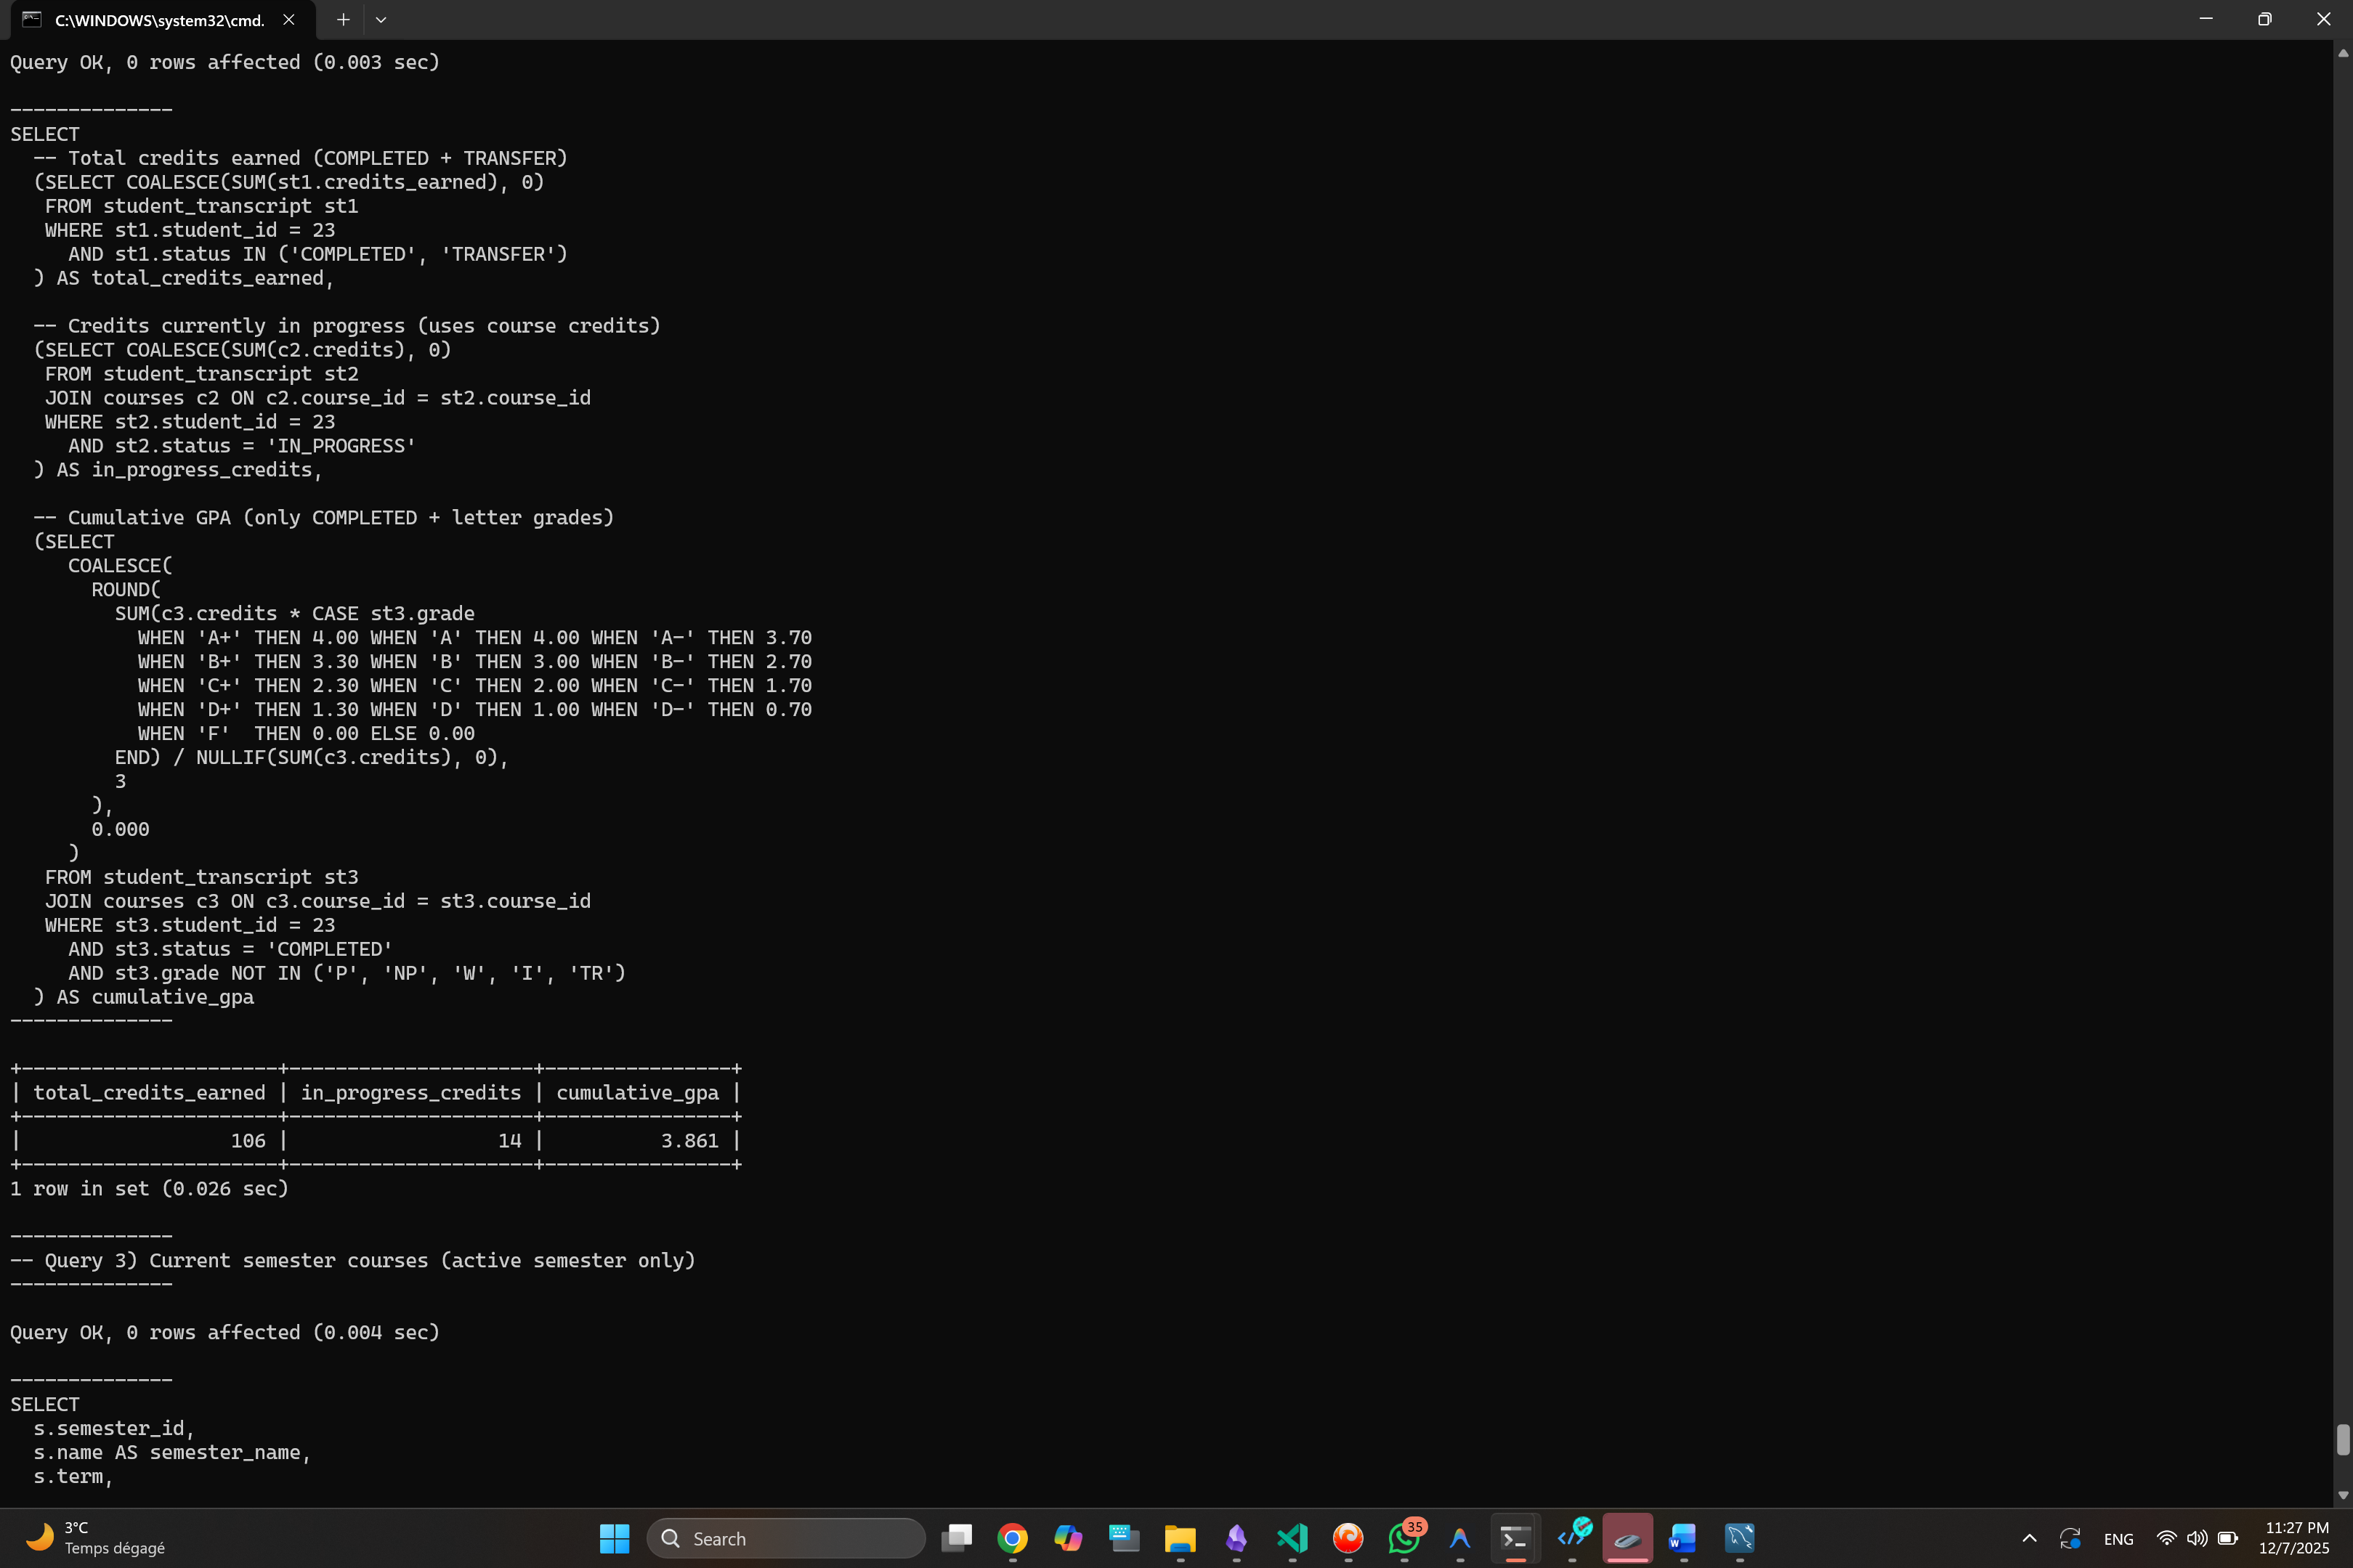 C:\WINDOWS\system32\cmd.
Query OK, 0 rows affected (0.003 sec)
--------------
SELECT
  -- Total credits earned (COMPLETED + TRANSFER)
  (SELECT COALESCE(SUM(st1.credits_earned), 0)
   FROM student_transcript st1
   WHERE st1.student_id = 23
     AND st1.status IN ('COMPLETED', 'TRANSFER')
  ) AS total_credits_earned,
  -- Credits currently in progress (uses course credits)
  (SELECT COALESCE(SUM(c2.credits), 0)
   FROM student_transcript st2
   JOIN courses c2 ON c2.course_id = st2.course_id
   WHERE st2.student_id = 23
     AND st2.status = 'IN_PROGRESS'
  ) AS in_progress_credits,
  -- Cumulative GPA (only COMPLETED + letter grades)
  (SELECT
     COALESCE(
       ROUND(
         SUM(c3.credits * CASE st3.grade
           WHEN 'A+' THEN 4.00 WHEN 'A' THEN 4.00 WHEN 'A-' THEN 3.70
           WHEN 'B+' THEN 3.30 WHEN 'B' THEN 3.00 WHEN 'B-' THEN 2.70
           WHEN 'C+' THEN 2.30 WHEN 'C' THEN 2.00 WHEN 'C-' THEN 1.70
           WHEN 'D+' THEN 1.30 WHEN 'D' THEN 1.00 WHEN 'D-' THEN 0.70
           WHEN 'F'  THEN 0.00 ELSE 0.00
         END) / NULLIF(SUM(c3.credits), 0),
         3
       ),
       0.000
     )
   FROM student_transcript st3
   JOIN courses c3 ON c3.course_id = st3.course_id
   WHERE st3.student_id = 23
     AND st3.status = 'COMPLETED'
     AND st3.grade NOT IN ('P', 'NP', 'W', 'I', 'TR')
  ) AS cumulative_gpa
--------------
+----------------------+---------------------+----------------+
| total_credits_earned | in_progress_credits | cumulative_gpa |
+----------------------+---------------------+----------------+
|                  106 |                  14 |          3.861 |
+----------------------+---------------------+----------------+
1 row in set (0.026 sec)
--------------
-- Query 3) Current semester courses (active semester only)
--------------
Query OK, 0 rows affected (0.004 sec)
--------------
SELECT
  s.semester_id,
  s.name AS semester_name,
  s.term,
3°C
Temps dégagé
Search
35
ENG
11:27 PM
12/7/2025